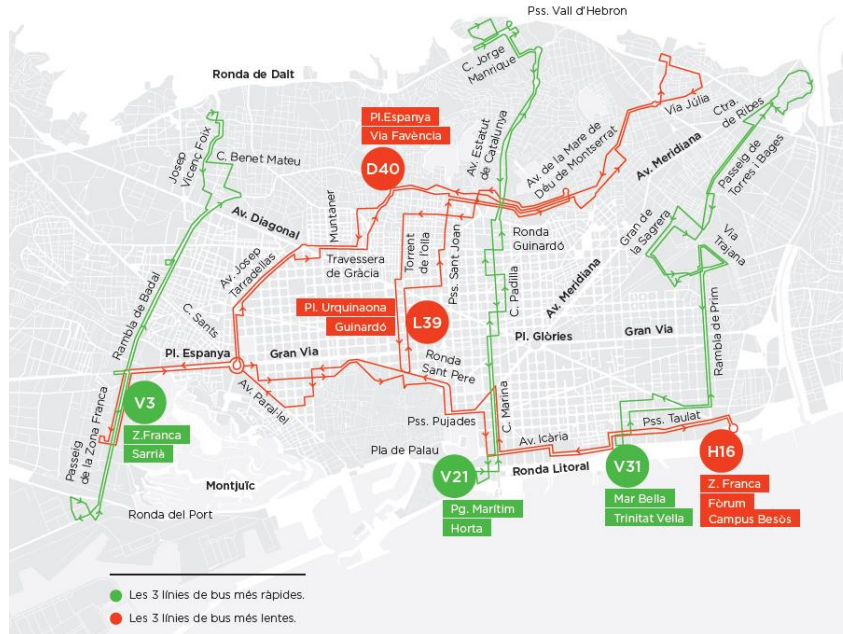 Pss. Vall d'Hebron
C. Jorge
Manrique
Ronda de Dalt
Via Júlia
Ctra.
de Ribes
Pl.Espanya
Via Favència
D40
Av. Estatut
de Catalunya
Av. de la Mare de
Déu de Montserrat
Av. Meridiana
Passeig de
Torres i Bages
Josep
Vicenç Foix
C. Benet Mateu
Av. Diagonal
Muntaner
Travessera
de Gràcia
Torrent
de l'olla
Pss. Sant Joan
Ronda
Guinardó
Gran de
la Sagrera
Via
Trajana
Av. Josep
Tarradellas
C. Sants
Rambla de Badal
Pl. Urquinaona
Guinardó
L39
C. Padilla
Av. Meridiana
Pl. Glòries
Gran Via
Rambla de Prim
Pl. Espanya
Gran Via
Ronda
Sant Pere
Av. Paral·lel
V3
Z.Franca
Sarrià
Passeig
de la Zona Franca
Pss. Pujades
C. Marina
Av. Icària
Pss. Taulat
Pla de Palau
Ronda Litoral
V21
Pg. Marítim
Horta
V31
Mar Bella
Trinitat Vella
H16
Z. Franca
Fòrum
Campus Besòs
Montjuïc
Ronda del Port
Les 3 línies de bus més ràpides.
Les 3 línies de bus més lentes.